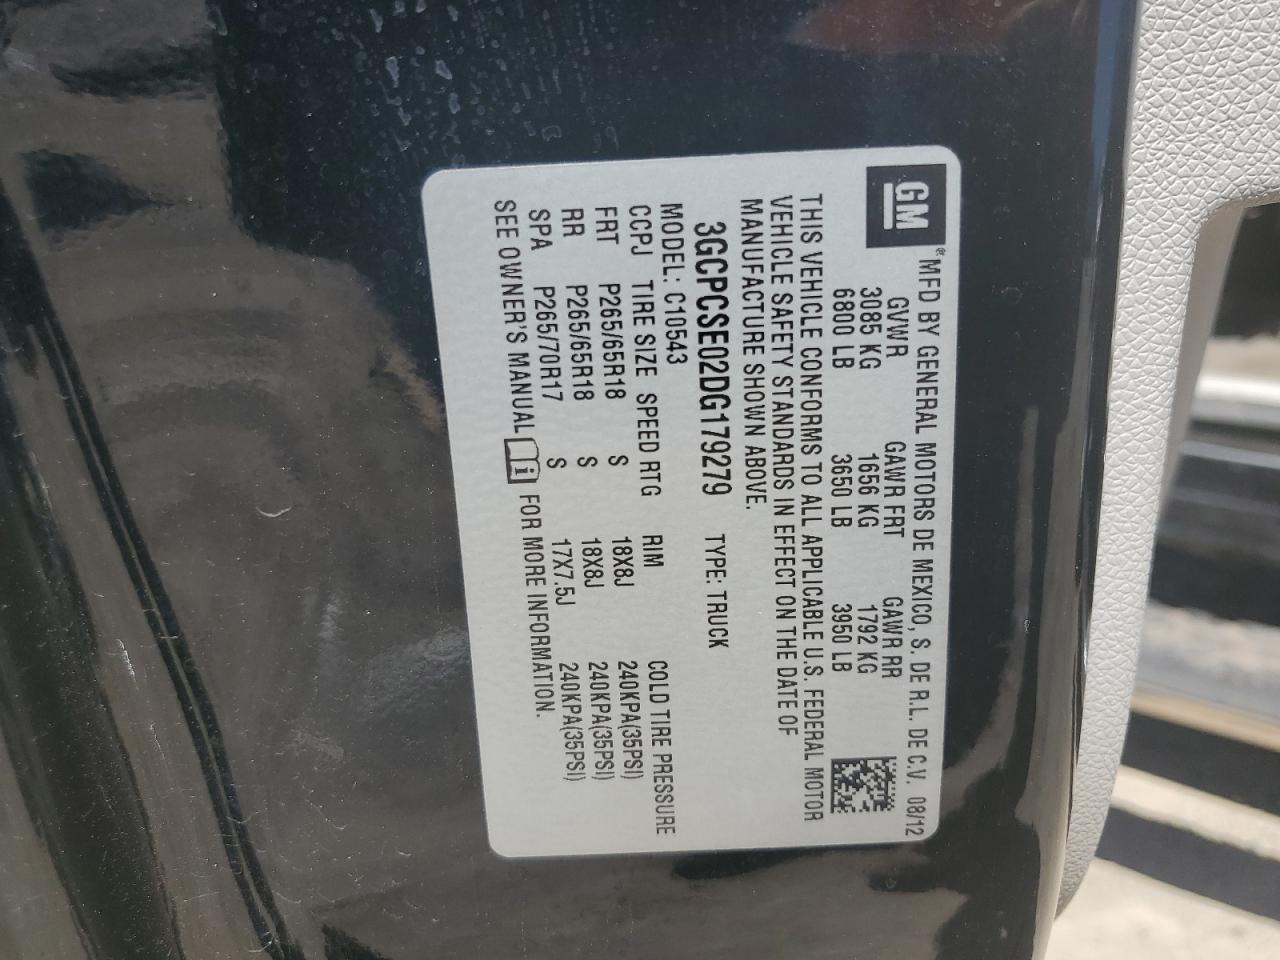 GM ® MFD BY GENERAL MOTORS DE MEXICO, S. DE R.L. DE C.V. 08/12
GVWR GAWR FRT GAWR RR
3085 KG 1656 KG 1792 KG
6800 LB 3650 LB 3950 LB
THIS VEHICLE CONFORMS TO ALL APPLICABLE U.S. FEDERAL MOTOR
VEHICLE SAFETY STANDARDS IN EFFECT ON THE DATE OF
MANUFACTURE SHOWN ABOVE.
3GCPCSE02DG179279 TYPE: TRUCK
MODEL: C10543
CCPJ TIRE SIZE SPEED RTG RIM COLD TIRE PRESSURE
FRT P265/65R18 S 18X8J 240KPA(35PSI)
RR P265/65R18 S 18X8J 240KPA(35PSI)
SPA P265/70R17 S 17X7.5J 240KPA(35PSI)
SEE OWNER'S MANUAL i FOR MORE INFORMATION.